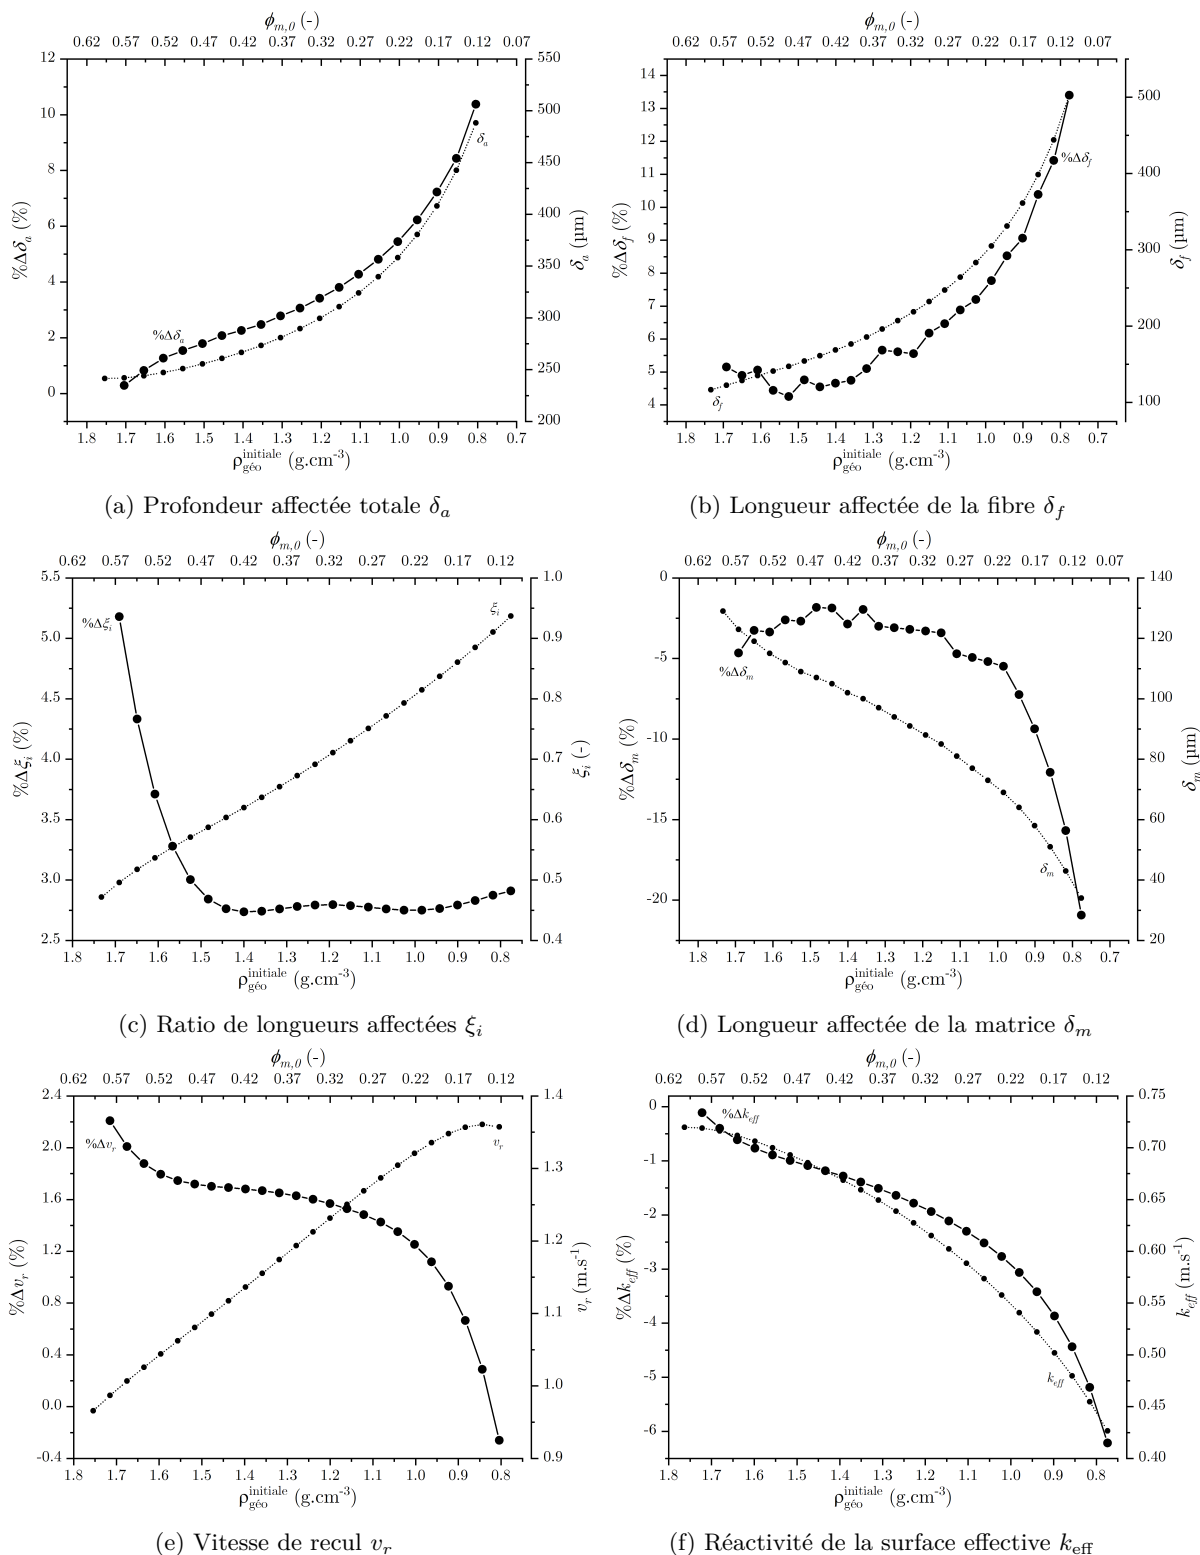 ϕm,0 (-)
0.62 0.57 0.52 0.47 0.42 0.37 0.32 0.27 0.22 0.17 0.12 0.07
12 10 8 6 4 2 0
%Δδa (%)
550 500 450 400 350 300 250 200
δa (µm)
δa
%Δδa
1.8 1.7 1.6 1.5 1.4 1.3 1.2 1.1 1.0 0.9 0.8 0.7
ρgéo initiale (g.cm-3)
(a) Profondeur affectée totale δa
ϕm,0 (-)
0.62 0.57 0.52 0.47 0.42 0.37 0.32 0.27 0.22 0.17 0.12 0.07
14 13 12 11 10 9 8 7 6 5 4
%Δδf (%)
500 400 300 200 100
δf (µm)
%Δδf
δf
1.8 1.7 1.6 1.5 1.4 1.3 1.2 1.1 1.0 0.9 0.8 0.7
ρgéo initiale (g.cm-3)
(b) Longueur affectée de la fibre δf
ϕm,0 (-)
0.62 0.57 0.52 0.47 0.42 0.37 0.32 0.27 0.22 0.17 0.12
5.5 5.0 4.5 4.0 3.5 3.0 2.5
%Δξi (%)
1.0 0.9 0.8 0.7 0.6 0.5 0.4
ξi (-)
ξi
%Δξi
1.8 1.7 1.6 1.5 1.4 1.3 1.2 1.1 1.0 0.9 0.8
ρgéo initiale (g.cm-3)
(c) Ratio de longueurs affectées ξi
ϕm,0 (-)
0.62 0.57 0.52 0.47 0.42 0.37 0.32 0.27 0.22 0.17 0.12 0.07
0 -5 -10 -15 -20
%Δδm (%)
140 120 100 80 60 40 20
δm (µm)
%Δδm
δm
1.8 1.7 1.6 1.5 1.4 1.3 1.2 1.1 1.0 0.9 0.8 0.7
ρgéo initiale (g.cm-3)
(d) Longueur affectée de la matrice δm
ϕm,0 (-)
0.62 0.57 0.52 0.47 0.42 0.37 0.32 0.27 0.22 0.17 0.12
2.4 2.0 1.6 1.2 0.8 0.4 0.0 -0.4
%Δvr (%)
1.4 1.3 1.2 1.1 1.0 0.9
vr (m.s-1)
%Δvr
vr
1.8 1.7 1.6 1.5 1.4 1.3 1.2 1.1 1.0 0.9 0.8
ρgéo initiale (g.cm-3)
(e) Vitesse de recul vr
ϕm,0 (-)
0.62 0.57 0.52 0.47 0.42 0.37 0.32 0.27 0.22 0.17 0.12
0 -1 -2 -3 -4 -5 -6
%Δkeff (%)
0.75 0.70 0.65 0.60 0.55 0.50 0.45 0.40
keff (m.s-1)
%Δkeff
keff
1.8 1.7 1.6 1.5 1.4 1.3 1.2 1.1 1.0 0.9 0.8
ρgéo initiale (g.cm-3)
(f) Réactivité de la surface effective keff